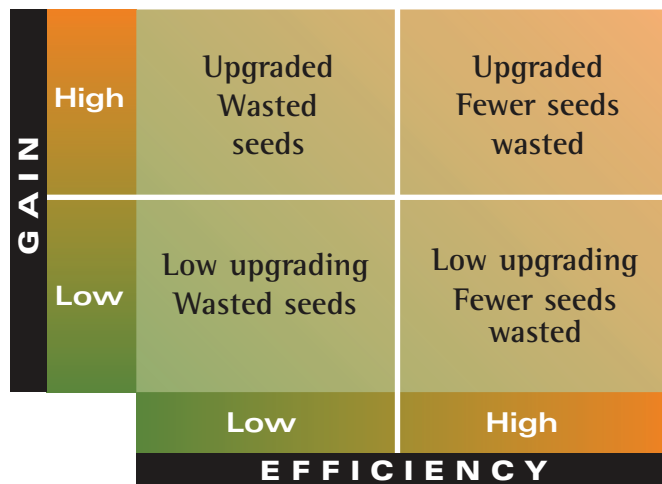 GAIN
High
Upgraded
Wasted
seeds
Upgraded
Fewer seeds
wasted
Low
Low upgrading
Wasted seeds
Low upgrading
Fewer seeds
wasted
Low
High
EFFICIENCY